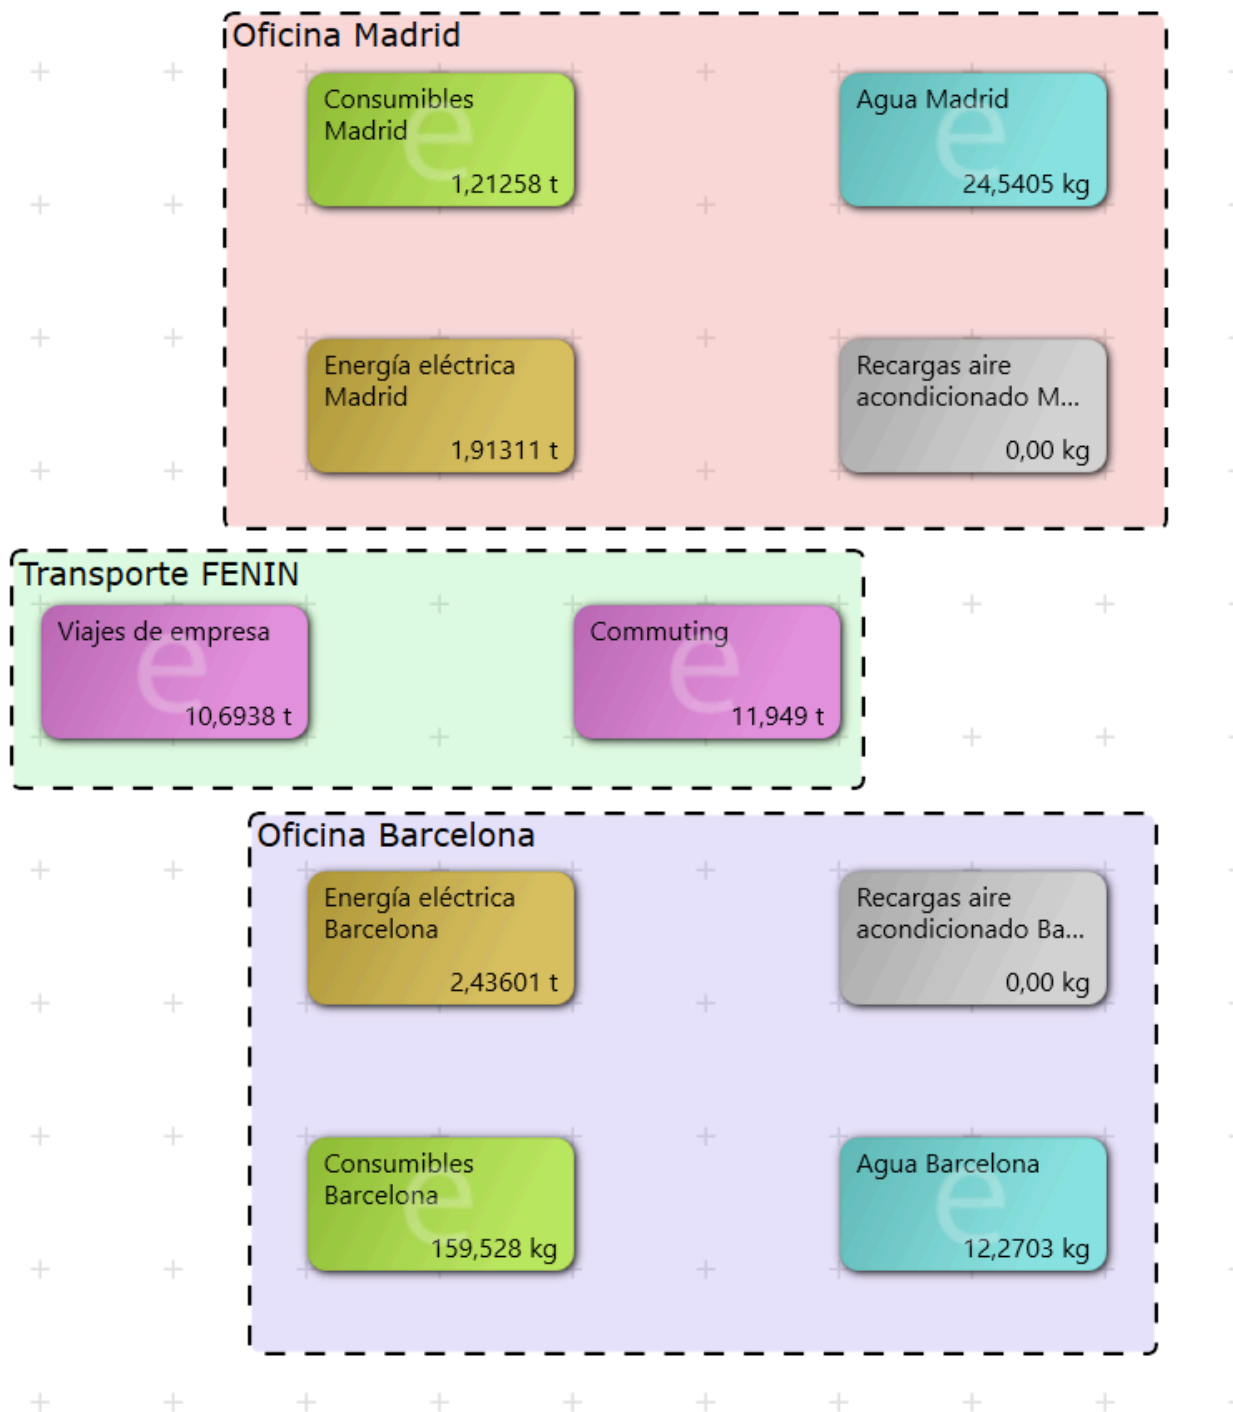 Oficina Madrid
Consumibles
Madrid
1,21258 t
Agua Madrid
24,5405 kg
Energía eléctrica
Madrid
1,91311 t
Recargas aire
acondicionado M...
0,00 kg
Transporte FENIN
Viajes de empresa
10,6938 t
Commuting
11,949 t
Oficina Barcelona
Energía eléctrica
Barcelona
2,43601 t
Recargas aire
acondicionado Ba...
0,00 kg
Consumibles
Barcelona
159,528 kg
Agua Barcelona
12,2703 kg